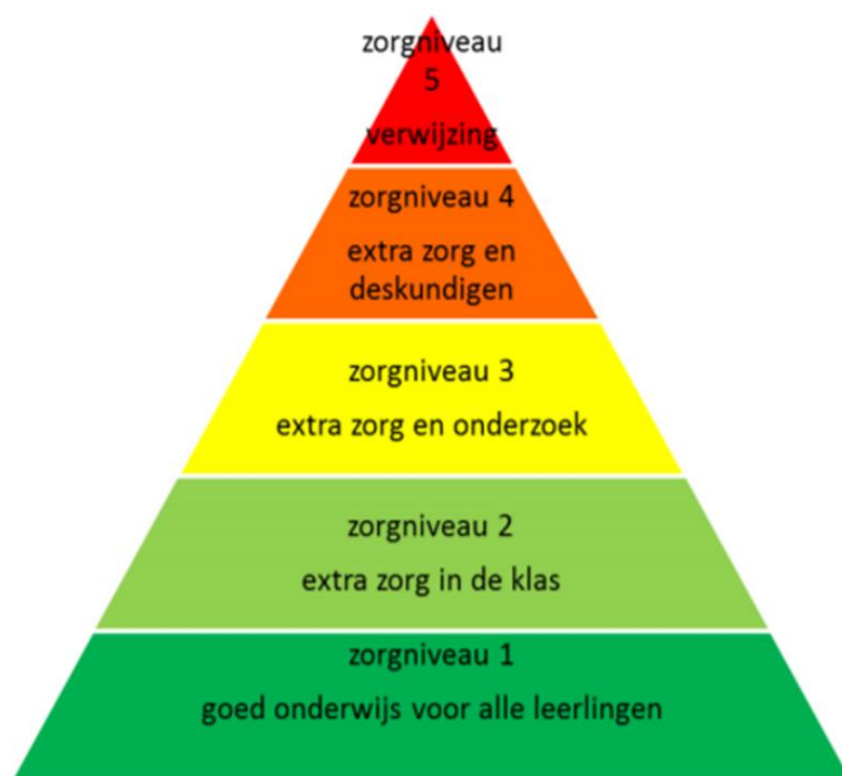 zorgniveau
5
verwijzing
zorgniveau 4
extra zorg en
deskundigen
zorgniveau 3
extra zorg en onderzoek
zorgniveau 2
extra zorg in de klas
zorgniveau 1
goed onderwijs voor alle leerlingen